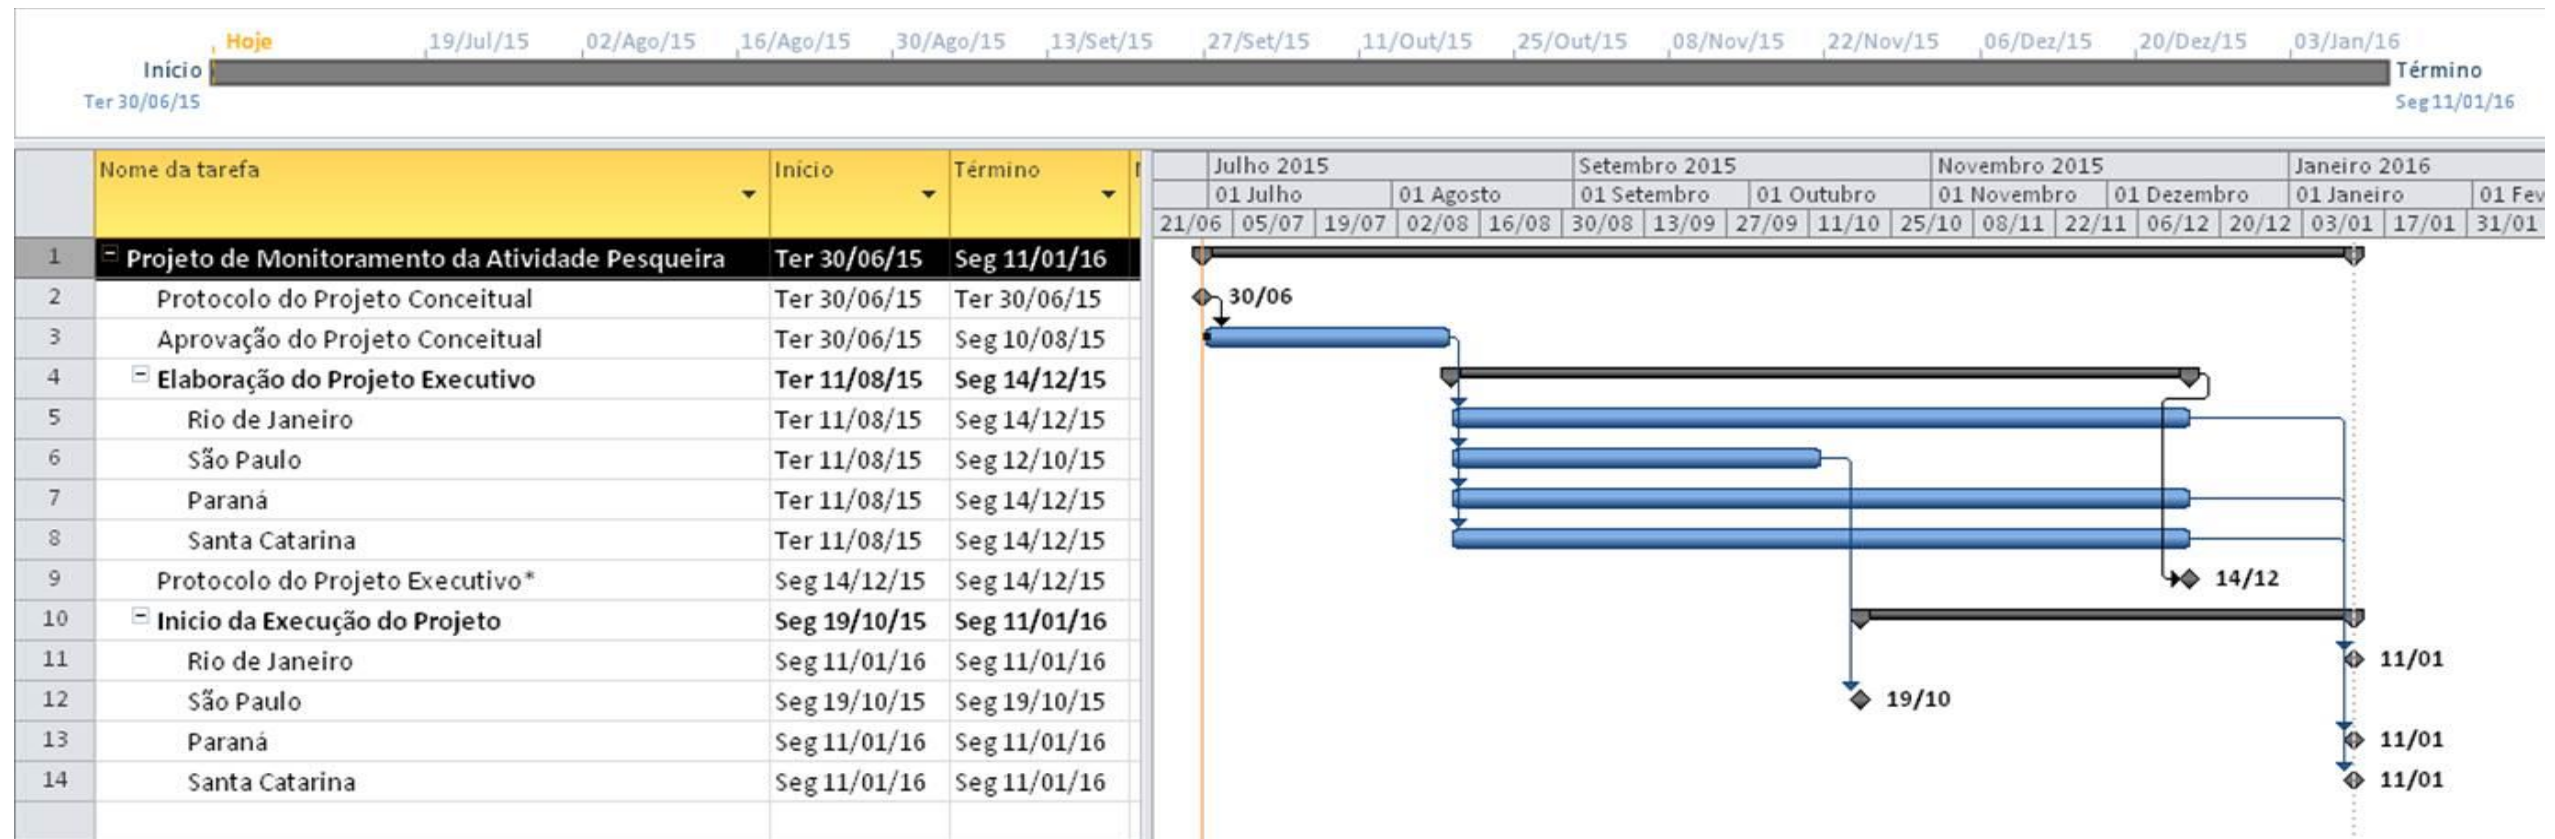 Hoje 19/Jul/15 02/Ago/15 16/Ago/15 30/Ago/15 13/Set/15 27/Set/15 11/Out/15 25/Out/15 08/Nov/15 22/Nov/15 06/Dez/15 20/Dez/15 03/Jan/16
Início Término
Ter 30/06/15 Seg 11/01/16
Nome da tarefa Início Término Julho 2015 Setembro 2015 Novembro 2015 Janeiro 2016
01 Julho 01 Agosto 01 Setembro 01 Outubro 01 Novembro 01 Dezembro 01 Janeiro 01 Fev
21/06 05/07 19/07 02/08 16/08 30/08 13/09 27/09 11/10 25/10 08/11 22/11 06/12 20/12 03/01 17/01 31/01
1 Projeto de Monitoramento da Atividade Pesqueira Ter 30/06/15 Seg 11/01/16
2 Protocolo do Projeto Conceitual Ter 30/06/15 Ter 30/06/15 30/06
3 Aprovação do Projeto Conceitual Ter 30/06/15 Seg 10/08/15
4 Elaboração do Projeto Executivo Ter 11/08/15 Seg 14/12/15
5 Rio de Janeiro Ter 11/08/15 Seg 14/12/15
6 São Paulo Ter 11/08/15 Seg 12/10/15
7 Paraná Ter 11/08/15 Seg 14/12/15
8 Santa Catarina Ter 11/08/15 Seg 14/12/15
9 Protocolo do Projeto Executivo* Seg 14/12/15 Seg 14/12/15 14/12
10 Inicio da Execução do Projeto Seg 19/10/15 Seg 11/01/16
11 Rio de Janeiro Seg 11/01/16 Seg 11/01/16 11/01
12 São Paulo Seg 19/10/15 Seg 19/10/15 19/10
13 Paraná Seg 11/01/16 Seg 11/01/16 11/01
14 Santa Catarina Seg 11/01/16 Seg 11/01/16 11/01